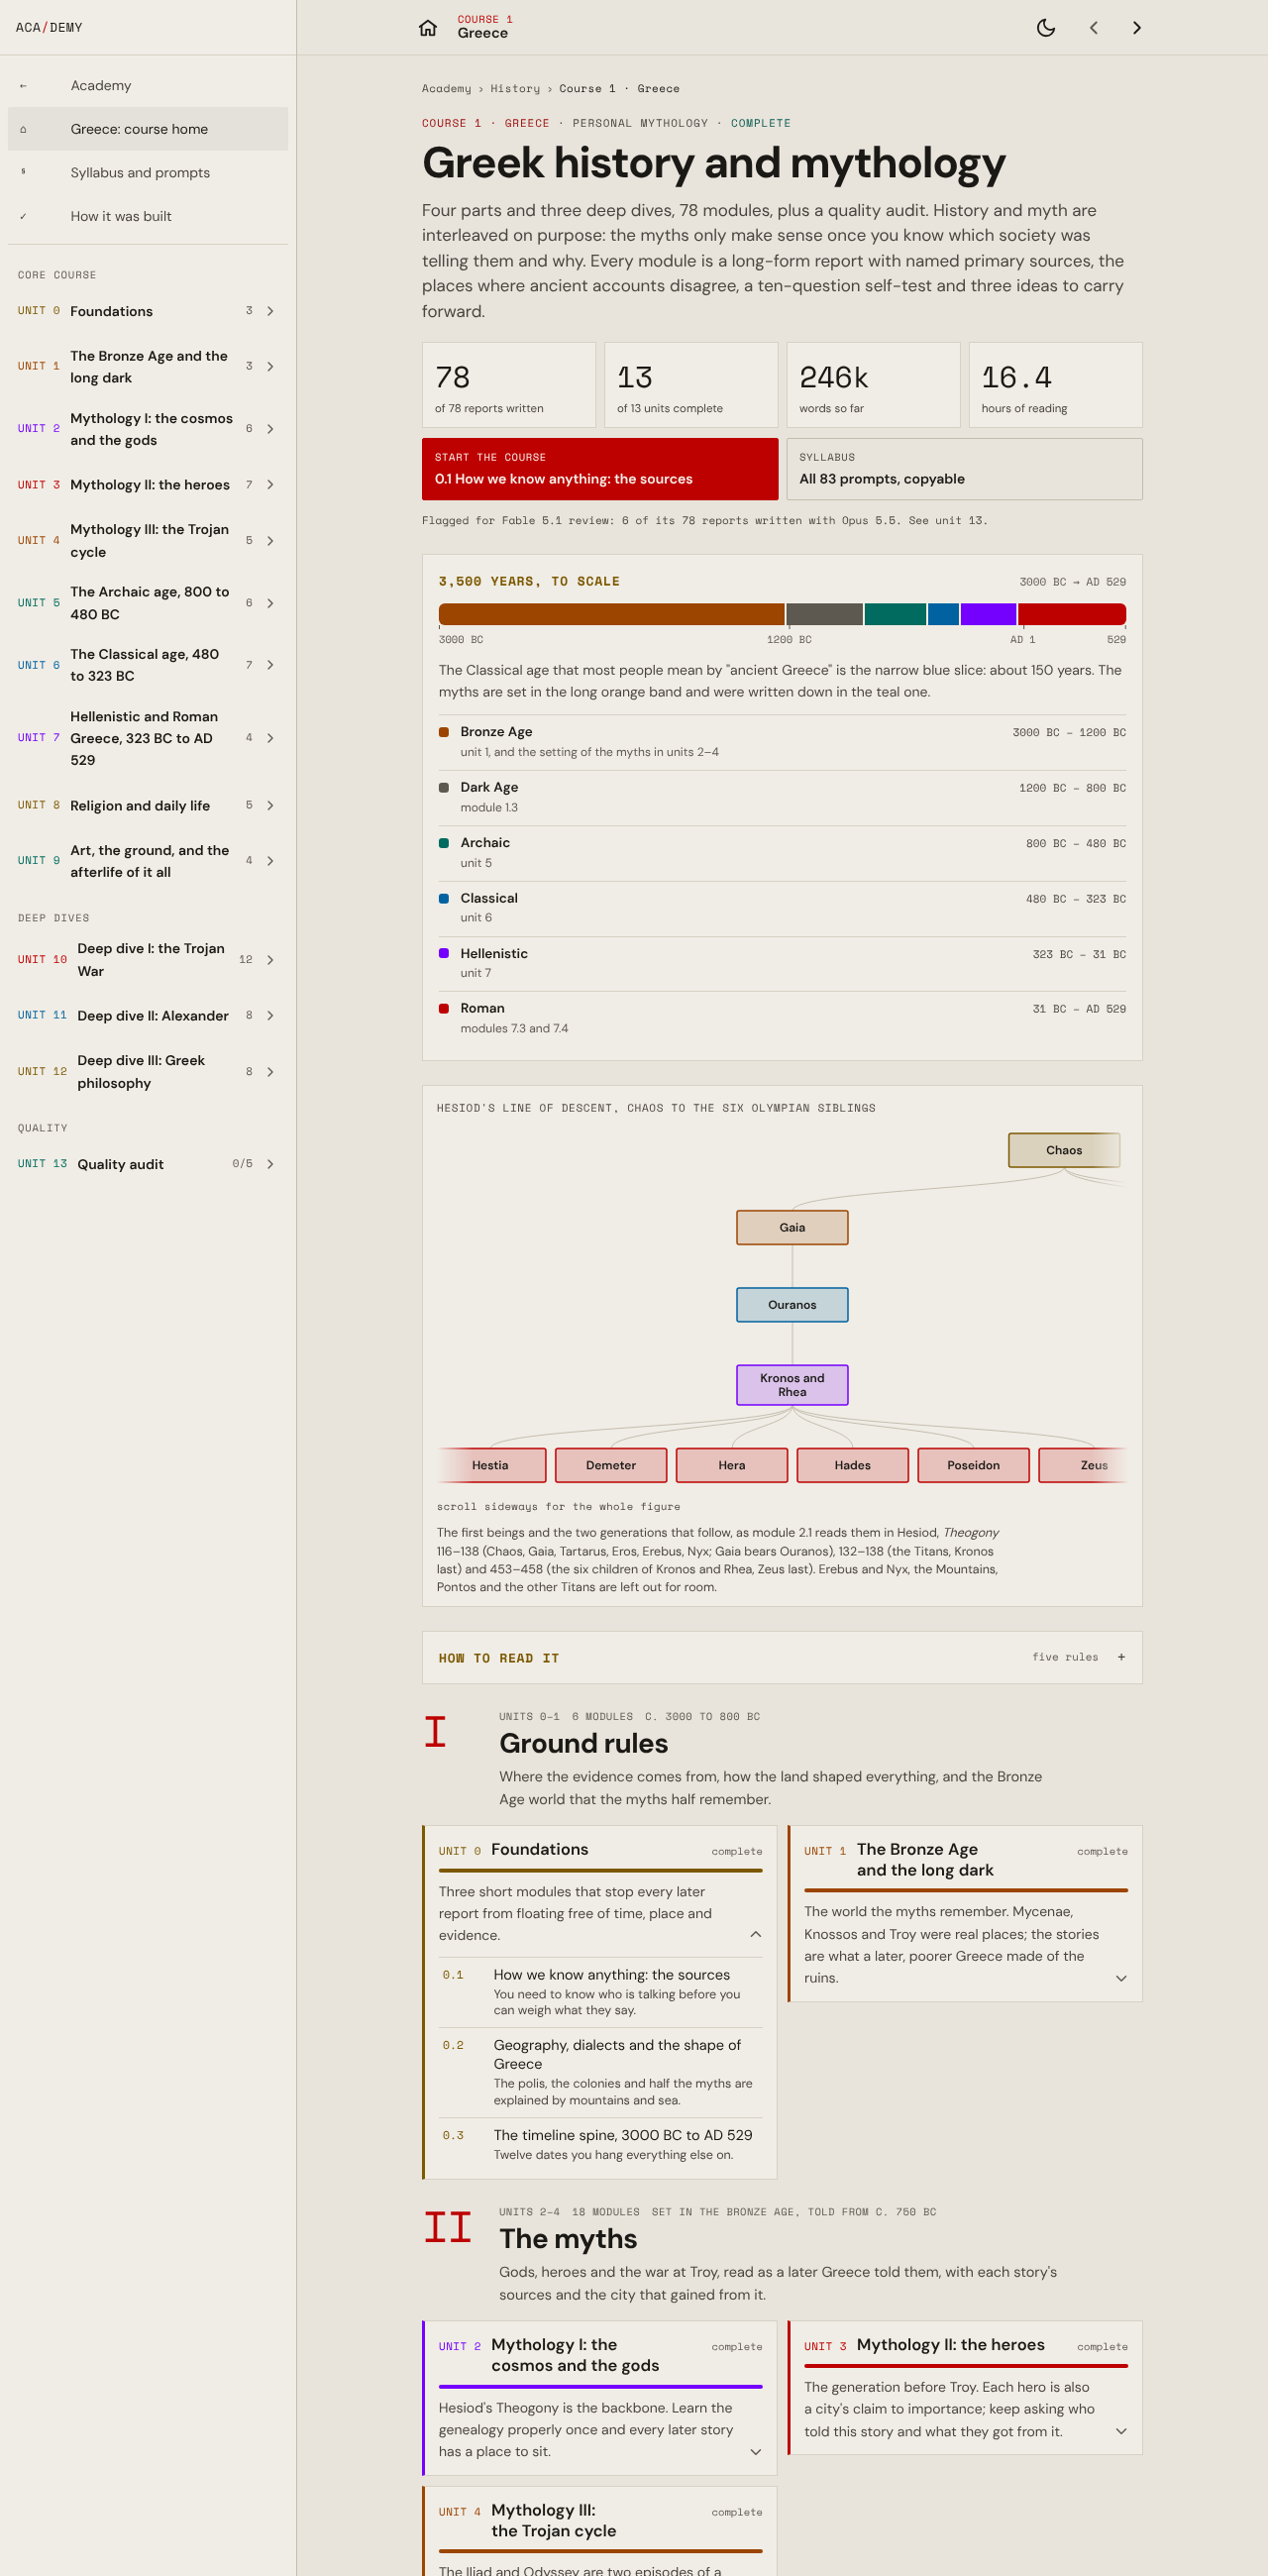 ACA/DEMY
← Academy
⌂ Greece: course home
§ Syllabus and prompts
✓ How it was built
CORE COURSE
UNIT 0 Foundations 3
UNIT 1 The Bronze Age and the
long dark 3
UNIT 2 Mythology I: the cosmos
and the gods 6
UNIT 3 Mythology II: the heroes 7
UNIT 4 Mythology III: the Trojan
cycle 5
UNIT 5 The Archaic age, 800 to
480 BC 6
UNIT 6 The Classical age, 480
to 323 BC 7
UNIT 7 Hellenistic and Roman
Greece, 323 BC to AD
529 4
UNIT 8 Religion and daily life 5
UNIT 9 Art, the ground, and the
afterlife of it all 4
DEEP DIVES
UNIT 10 Deep dive I: the Trojan
War 12
UNIT 11 Deep dive II: Alexander 8
UNIT 12 Deep dive III: Greek
philosophy 8
QUALITY
UNIT 13 Quality audit 0/5
COURSE 1
Greece
Academy › History › Course 1 · Greece
COURSE 1 · GREECE · PERSONAL MYTHOLOGY · COMPLETE
Greek history and mythology
Four parts and three deep dives, 78 modules, plus a quality audit. History and myth are
interleaved on purpose: the myths only make sense once you know which society was
telling them and why. Every module is a long-form report with named primary sources, the
places where ancient accounts disagree, a ten-question self-test and three ideas to carry
forward.
78
of 78 reports written
13
of 13 units complete
246k
words so far
16.4
hours of reading
START THE COURSE
0.1 How we know anything: the sources
SYLLABUS
All 83 prompts, copyable
Flagged for Fable 5.1 review: 6 of its 78 reports written with Opus 5.5. See unit 13.
3,500 YEARS, TO SCALE 3000 BC → AD 529
3000 BC 1200 BC AD 1 529
The Classical age that most people mean by "ancient Greece" is the narrow blue slice: about 150 years. The
myths are set in the long orange band and were written down in the teal one.
Bronze Age 3000 BC – 1200 BC
unit 1, and the setting of the myths in units 2–4
Dark Age 1200 BC – 800 BC
module 1.3
Archaic 800 BC – 480 BC
unit 5
Classical 480 BC – 323 BC
unit 6
Hellenistic 323 BC – 31 BC
unit 7
Roman 31 BC – AD 529
modules 7.3 and 7.4
HESIOD'S LINE OF DESCENT, CHAOS TO THE SIX OLYMPIAN SIBLINGS
Chaos
Gaia
Ouranos
Kronos and
Rhea
Hestia Demeter Hera Hades Poseidon Zeus
scroll sideways for the whole figure
The first beings and the two generations that follow, as module 2.1 reads them in Hesiod, Theogony
116–138 (Chaos, Gaia, Tartarus, Eros, Erebus, Nyx; Gaia bears Ouranos), 132–138 (the Titans, Kronos
last) and 453–458 (the six children of Kronos and Rhea, Zeus last). Erebus and Nyx, the Mountains,
Pontos and the other Titans are left out for room.
HOW TO READ IT five rules +
I
UNITS 0–1 6 MODULES C. 3000 TO 800 BC
Ground rules
Where the evidence comes from, how the land shaped everything, and the Bronze
Age world that the myths half remember.
UNIT 0 Foundations complete
Three short modules that stop every later
report from floating free of time, place and
evidence.
0.1 How we know anything: the sources
You need to know who is talking before you
can weigh what they say.
0.2 Geography, dialects and the shape of
Greece
The polis, the colonies and half the myths are
explained by mountains and sea.
0.3 The timeline spine, 3000 BC to AD 529
Twelve dates you hang everything else on.
UNIT 1 The Bronze Age
and the long dark complete
The world the myths remember. Mycenae,
Knossos and Troy were real places; the stories
are what a later, poorer Greece made of the
ruins.
II
UNITS 2–4 18 MODULES SET IN THE BRONZE AGE, TOLD FROM C. 750 BC
The myths
Gods, heroes and the war at Troy, read as a later Greece told them, with each story's
sources and the city that gained from it.
UNIT 2 Mythology I: the
cosmos and the gods complete
Hesiod's Theogony is the backbone. Learn the
genealogy properly once and every later story
has a place to sit.
UNIT 3 Mythology II: the heroes complete
The generation before Troy. Each hero is also
a city's claim to importance; keep asking who
told this story and what they got from it.
UNIT 4 Mythology III:
the Trojan cycle complete
The Iliad and Odyssey are two episodes of a